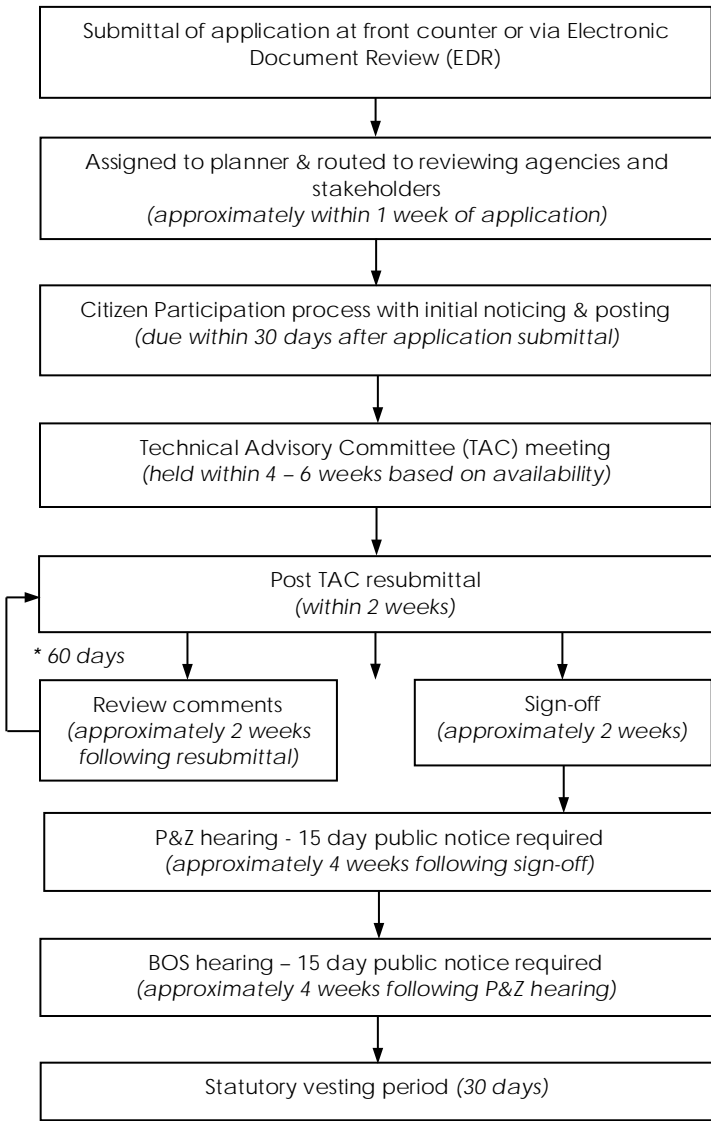 Submittal of application at front counter or via Electronic
Document Review (EDR)
Assigned to planner & routed to reviewing agencies and
stakeholders
(approximately within 1 week of application)
Citizen Participation process with initial noticing & posting
(due within 30 days after application submittal)
Technical Advisory Committee (TAC) meeting
(held within 4 – 6 weeks based on availability)
Post TAC resubmittal
(within 2 weeks)
* 60 days
Review comments
(approximately 2 weeks
following resubmittal)
Sign-off
(approximately 2 weeks)
P&Z hearing - 15 day public notice required
(approximately 4 weeks following sign-off)
BOS hearing – 15 day public notice required
(approximately 4 weeks following P&Z hearing)
Statutory vesting period (30 days)